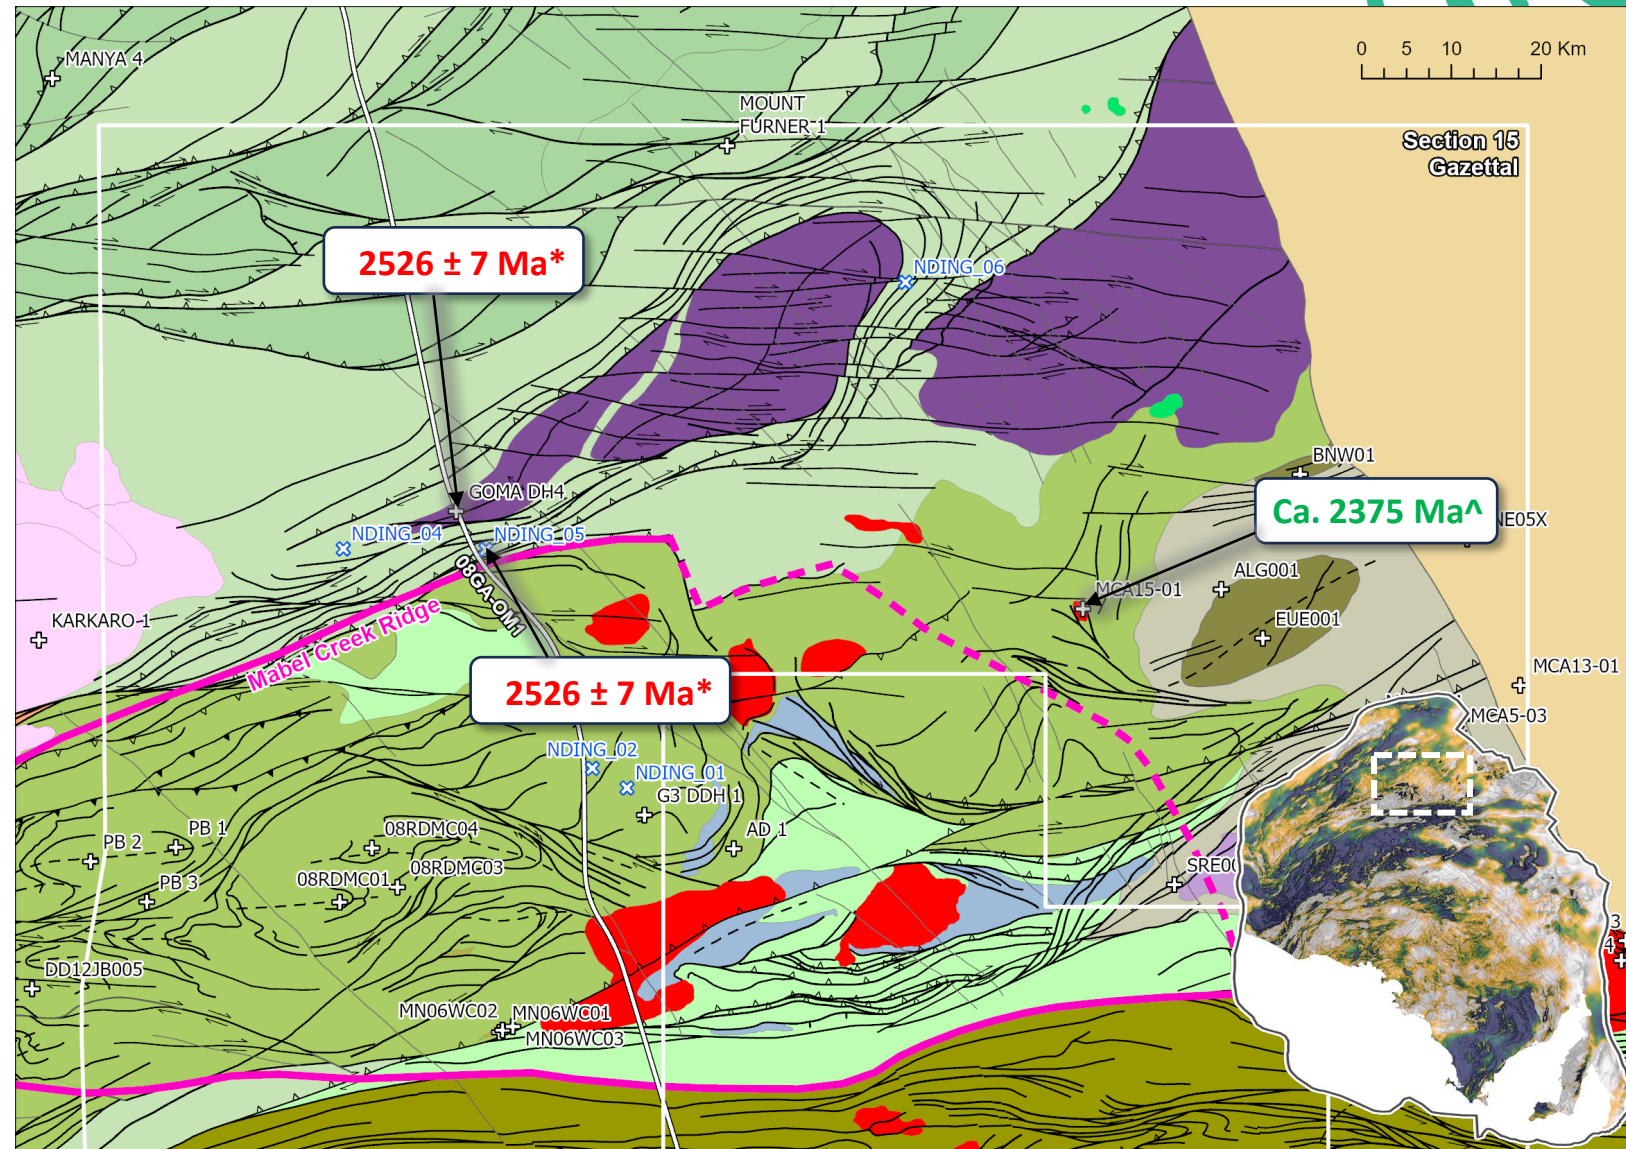 MANYA 4
0 5 10 20 Km
MOUNT
FURNER 1
Section 15
Gazettal
2526 ± 7 Ma*
NDING_06
BNW01
GOMA DH4
Ca. 2375 Ma^
NE05X
NDING_04
NDING_05
08GA-OM1
ALG001
MCA15-01
KARKARO 1
EUE001
Mabel Creek Ridge
MCA13-01
2526 ± 7 Ma*
MCA5-03
NDING_02
NDING_01
G3 DDH 1
PB 1
08RDMC04
AD 1
PB 2
08RDMC03
SRE00
PB 3
08RDMC01
3
4
DD12JB005
MN06WC02
MN06WC01
MN06WC03